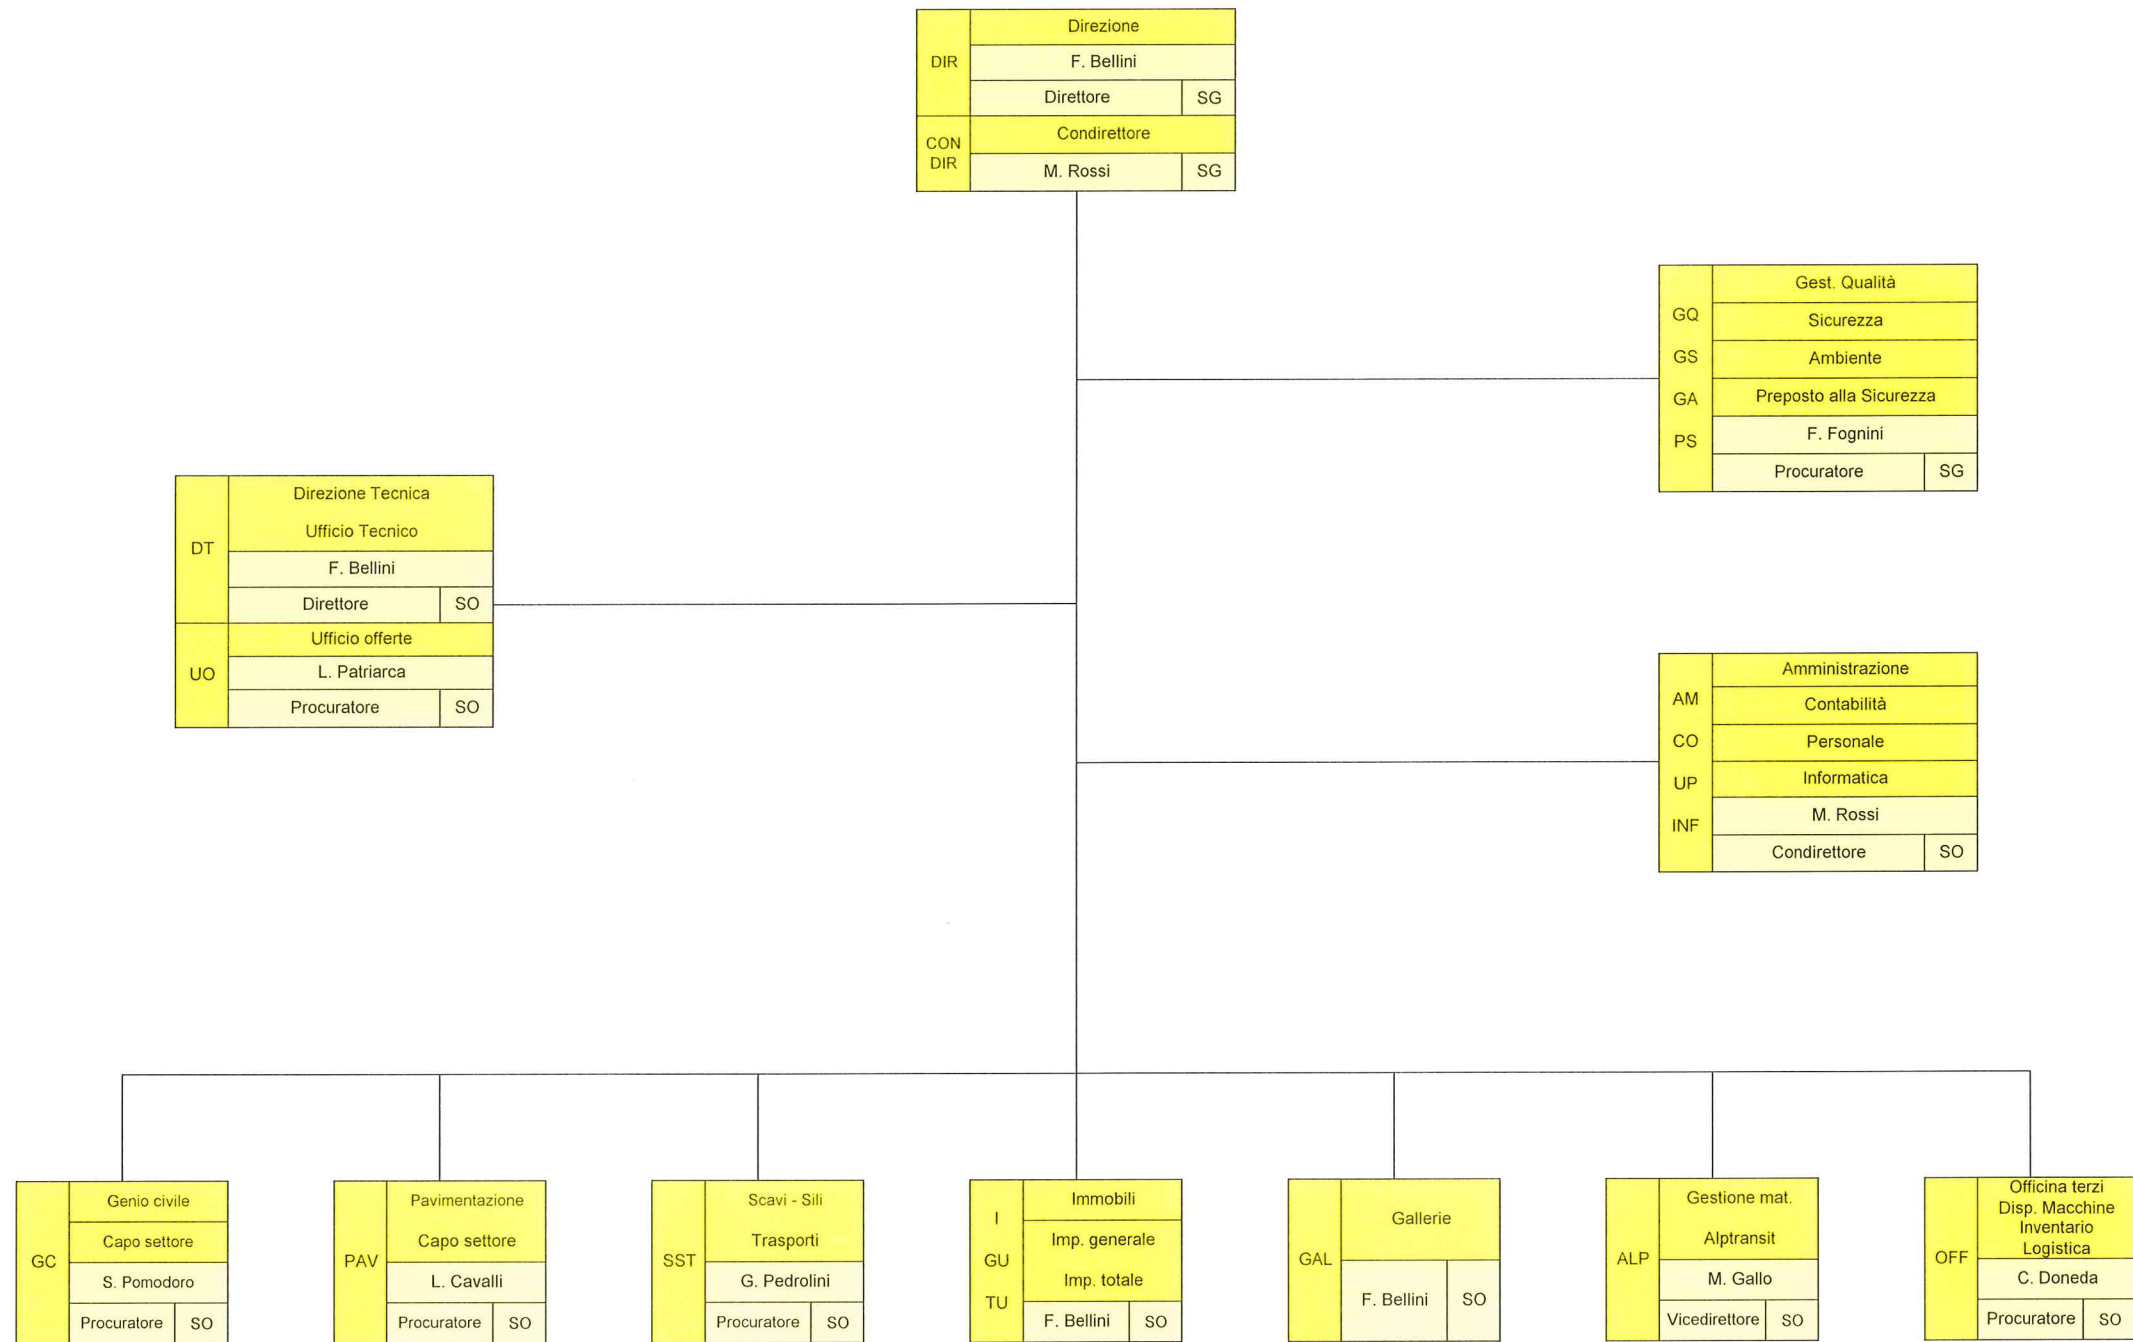 Direzione
DIR
F. Bellini
Direttore SG
Condirettore
CON
DIR
M. Rossi SG
Gest. Qualità
GQ
Sicurezza
GS
Ambiente
GA
Preposto alla Sicurezza
PS
F. Fognini
Procuratore SG
Direzione Tecnica
Ufficio Tecnico
DT
F. Bellini
Direttore SO
Ufficio offerte
UO
L. Patriarca
Procuratore SO
Amministrazione
AM
Contabilità
CO
Personale
UP
Informatica
INF
M. Rossi
Condirettore SO
GC
Genio civile
Capo settore
S. Pomodoro
Procuratore SO
PAV
Pavimentazione
Capo settore
L. Cavalli
Procuratore SO
SST
Scavi - Sili
Trasporti
G. Pedrolini
Procuratore SO
I
GU
TU
Immobili
Imp. generale
Imp. totale
F. Bellini SO
GAL
Gallerie
F. Bellini SO
ALP
Gestione mat.
Alptransit
M. Gallo
Vicedirettore SO
OFF
Officina terzi
Disp. Macchine
Inventario
Logistica
C. Doneda
Procuratore SO